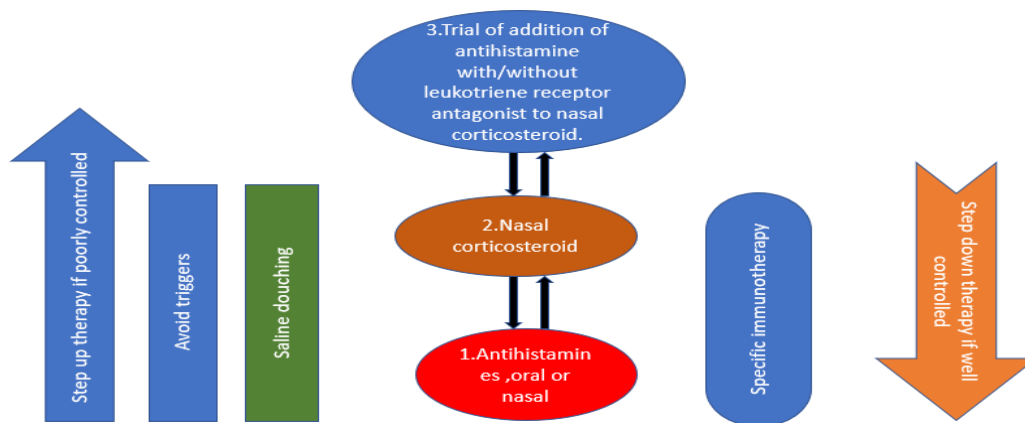 3.Trial of addition of
antihistamine
with/without
leukotriene receptor
antagonist to nasal
corticosteroid.
Step up therapy if poorly controlled
Avoid triggers
Saline douching
2.Nasal
corticosteroid
1.Antihistamin
es ,oral or
nasal
Specific immunotherapy
Step down therapy if well
controlled